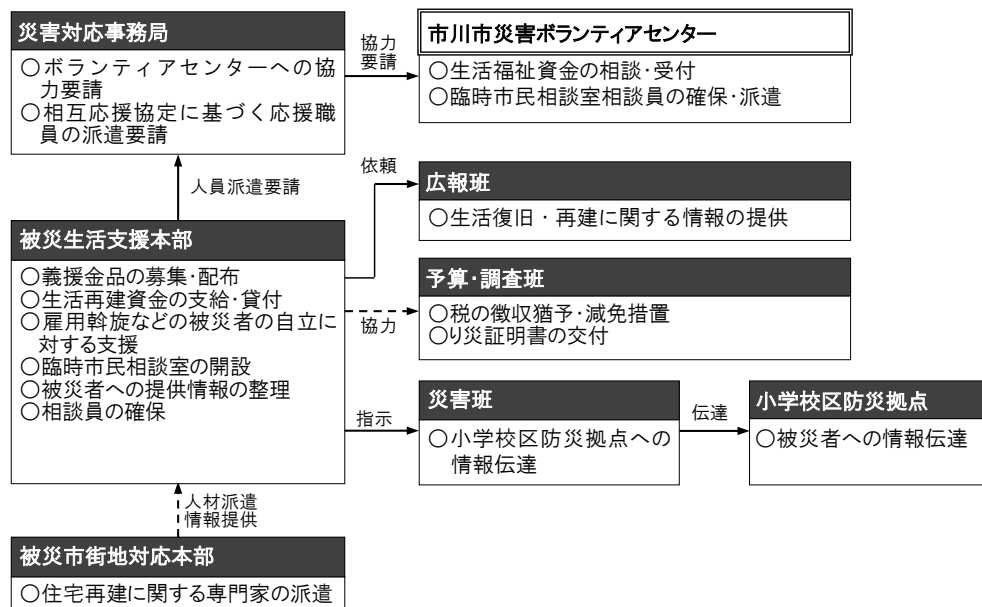 災害対応事務局
○ボランティアセンターへの協
力要請
○相互応援協定に基づく応援職
員の派遣要請
協力
要請
市川市災害ボランティアセンター
○生活福祉資金の相談・受付
○臨時市民相談室相談員の確保・派遣
人員派遣要請
依頼
広報班
○生活復旧・再建に関する情報の提供
被災生活支援本部
○義援金品の募集・配布
○生活再建資金の支給・貸付
○雇用斡旋などの被災者の自立に
対する支援
○臨時市民相談室の開設
○被災者への提供情報の整理
○相談員の確保
協力
予算・調査班
○税の徴収猶予・減免措置
○り災証明書の交付
指示
災害班
○小学校区防災拠点への
情報伝達
伝達
小学校区防災拠点
○被災者への情報伝達
人材派遣
情報提供
被災市街地対応本部
○住宅再建に関する専門家の派遣